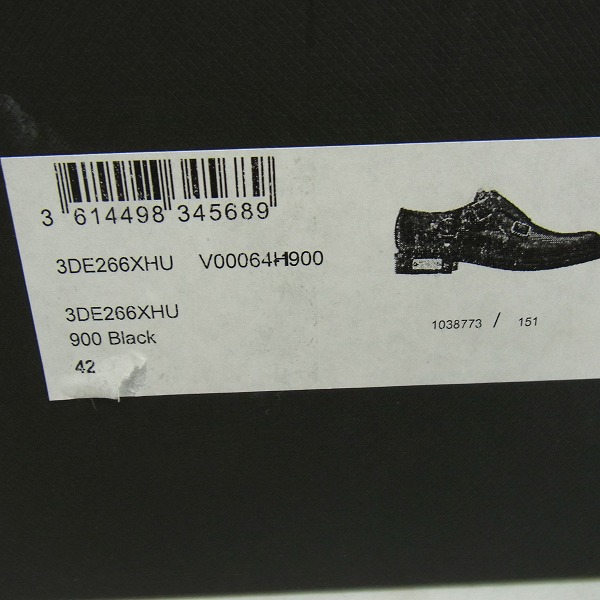 3 614498 345689
3DE266XHU V00064H900
3DE266XHU
900 Black
42
1038773 / 151